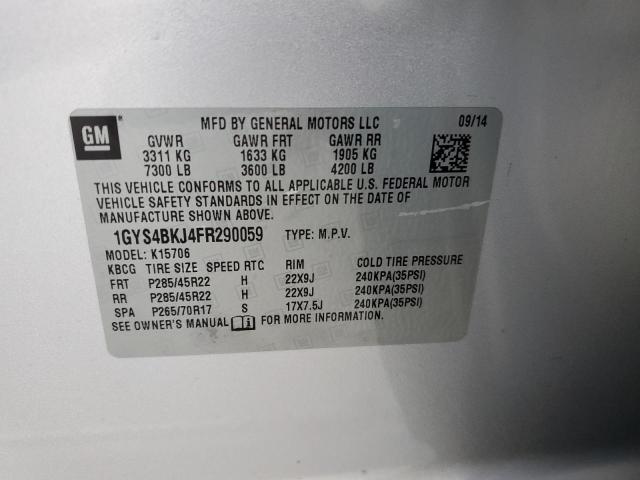 GM
MFD BY GENERAL MOTORS LLC 09/14
GVWR GAWR FRT GAWR RR
3311 KG 1633 KG 1905 KG
7300 LB 3600 LB 4200 LB
THIS VEHICLE CONFORMS TO ALL APPLICABLE U.S. FEDERAL MOTOR
VEHICLE SAFETY STANDARDS IN EFFECT ON THE DATE OF
MANUFACTURE SHOWN ABOVE.
1GYS4BKJ4FR290059 TYPE: M.P.V.
MODEL: K15706
KBCG TIRE SIZE SPEED RTC RIM COLD TIRE PRESSURE
FRT P285/45R22 H 22X9J 240KPA(35PSI)
RR P285/45R22 H 22X9J 240KPA(35PSI)
SPA P265/70R17 S 17X7.5J 240KPA(35PSI)
SEE OWNER'S MANUAL FOR MORE INFORMATION.